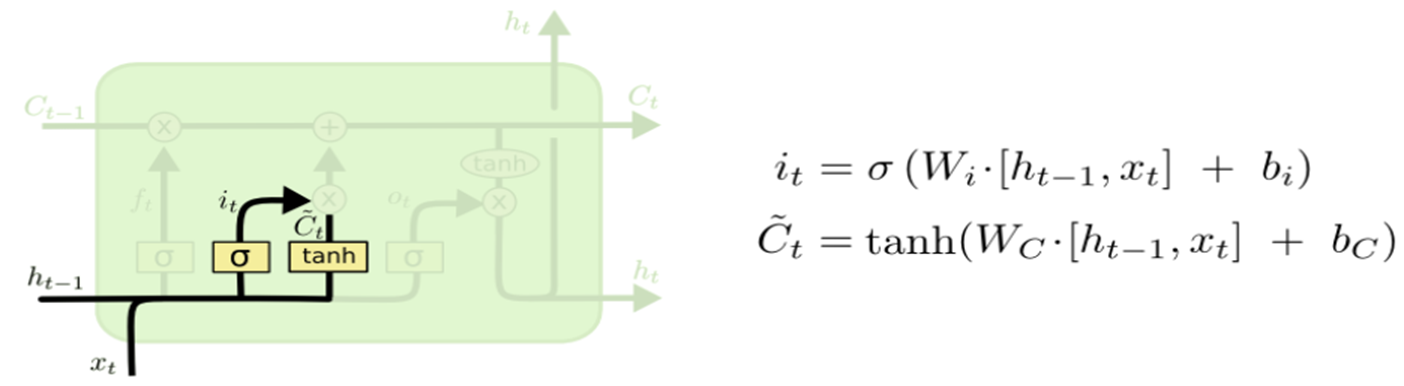 h_t
C_{t-1}
C_t
× +
tanh
f_t i_t × o_t ×
C̃_t
σ σ tanh σ
h_{t-1} h_t
x_t
i_t = σ (W_i · [h_{t-1}, x_t] + b_i)
C̃_t = tanh(W_C · [h_{t-1}, x_t] + b_C)